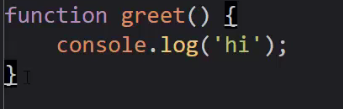 function greet() {
    console.log('hi');
}